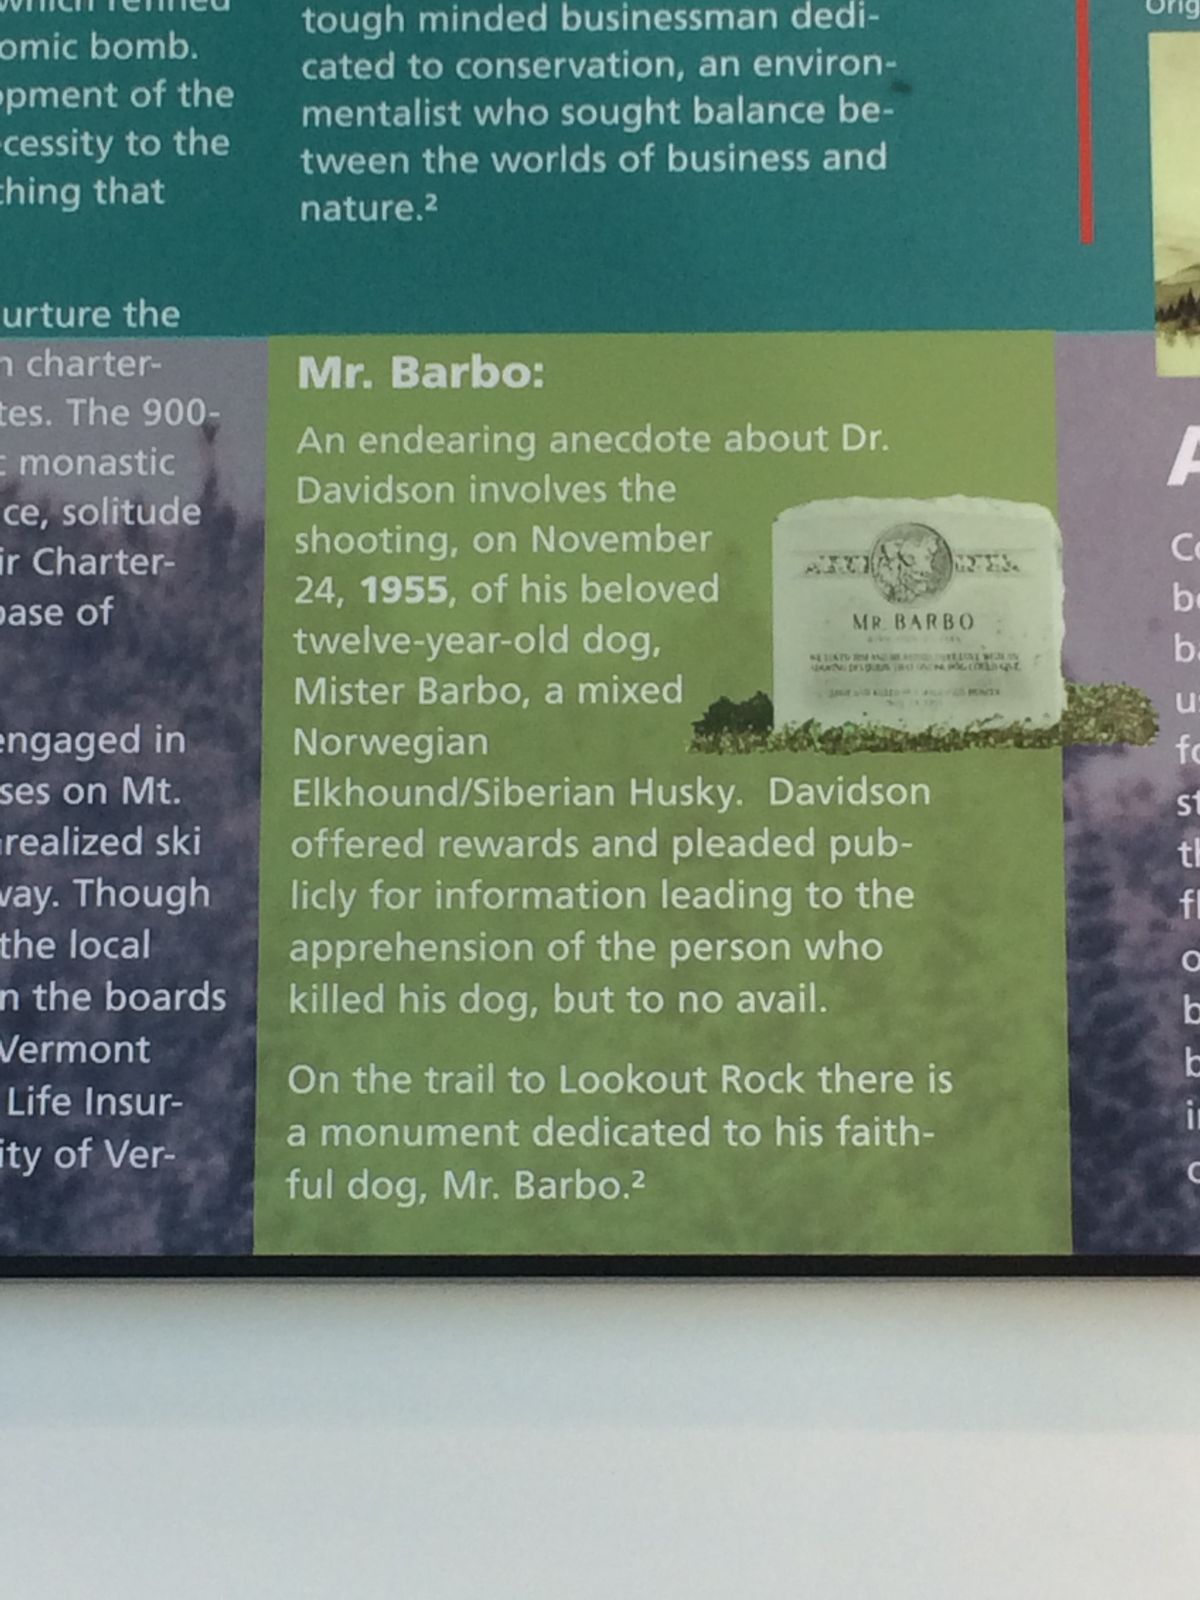 omic bomb.
opment of the
cessity to the
thing that
urture the
n charter-
tes. The 900-
monastic
ce, solitude
ir Charter-
base of
engaged in
ses on Mt.
realized ski
way. Though
the local
n the boards
Vermont
Life Insur-
ity of Ver-
tough minded businessman dedi-
cated to conservation, an environ-
mentalist who sought balance be-
tween the worlds of business and
nature.²
Mr. Barbo:
An endearing anecdote about Dr.
Davidson involves the
shooting, on November
24, 1955, of his beloved
twelve-year-old dog,
Mister Barbo, a mixed
Norwegian
Elkhound/Siberian Husky. Davidson
offered rewards and pleaded pub-
licly for information leading to the
apprehension of the person who
killed his dog, but to no avail.
On the trail to Lookout Rock there is
a monument dedicated to his faith-
ful dog, Mr. Barbo.²
MR. BARBO
Orig